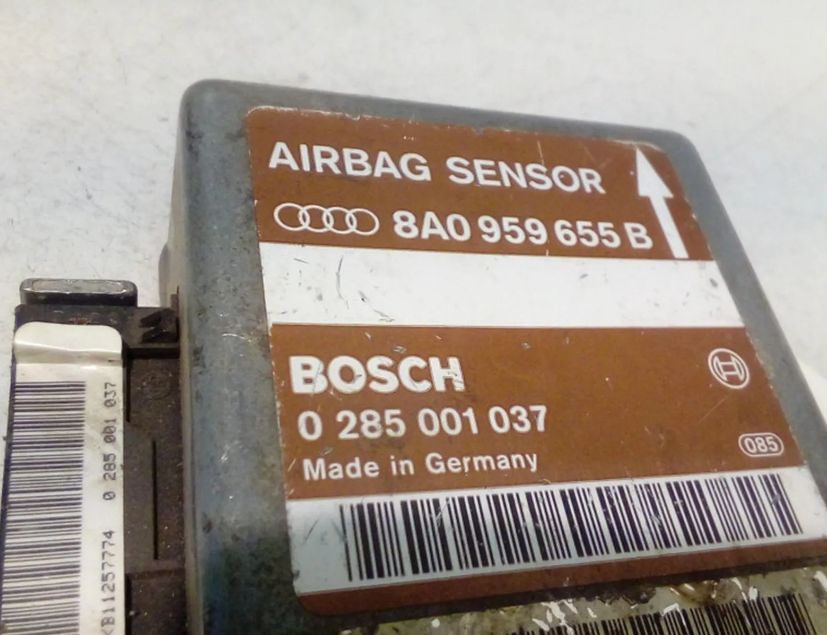 AIRBAG SENSOR
8A0 959 655 B
BOSCH
0 285 001 037
Made in Germany
085
0 285 001 037
KB11257774